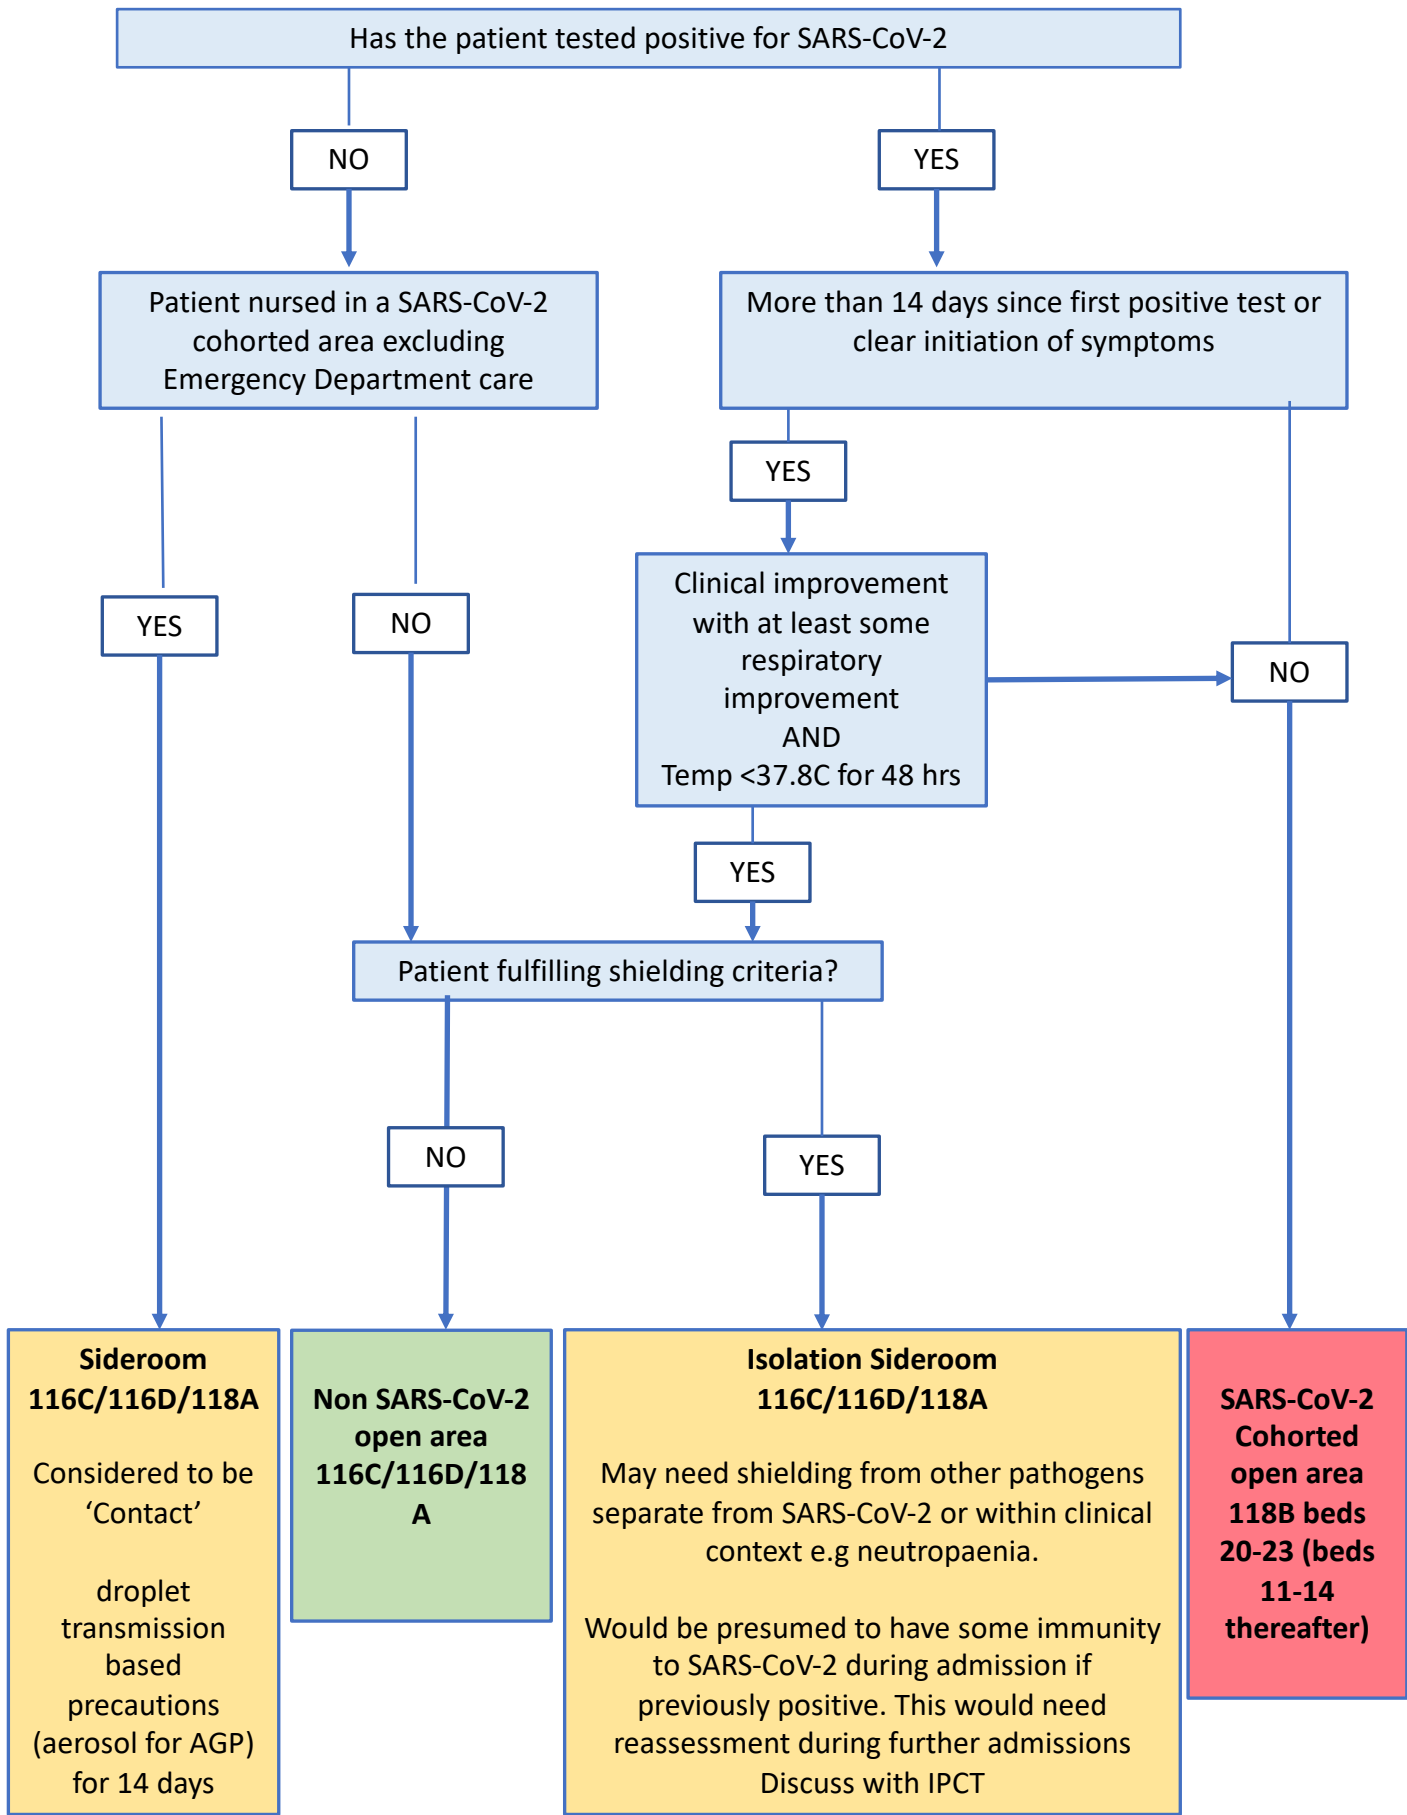 Has the patient tested positive for SARS-CoV-2
NO
YES
Patient nursed in a SARS-CoV-2
cohorted area excluding
Emergency Department care
More than 14 days since first positive test or
clear initiation of symptoms
YES
Clinical improvement
with at least some
respiratory
improvement
AND
Temp <37.8C for 48 hrs
YES
NO
NO
YES
Patient fulfilling shielding criteria?
NO
YES
Sideroom
116C/116D/118A
Considered to be
‘Contact’
droplet
transmission
based
precautions
(aerosol for AGP)
for 14 days
Non SARS-CoV-2
open area
116C/116D/118
A
Isolation Sideroom
116C/116D/118A
May need shielding from other pathogens
separate from SARS-CoV-2 or within clinical
context e.g neutropaenia.
Would be presumed to have some immunity
to SARS-CoV-2 during admission if
previously positive. This would need
reassessment during further admissions
Discuss with IPCT
SARS-CoV-2
Cohorted
open area
118B beds
20-23 (beds
11-14
thereafter)